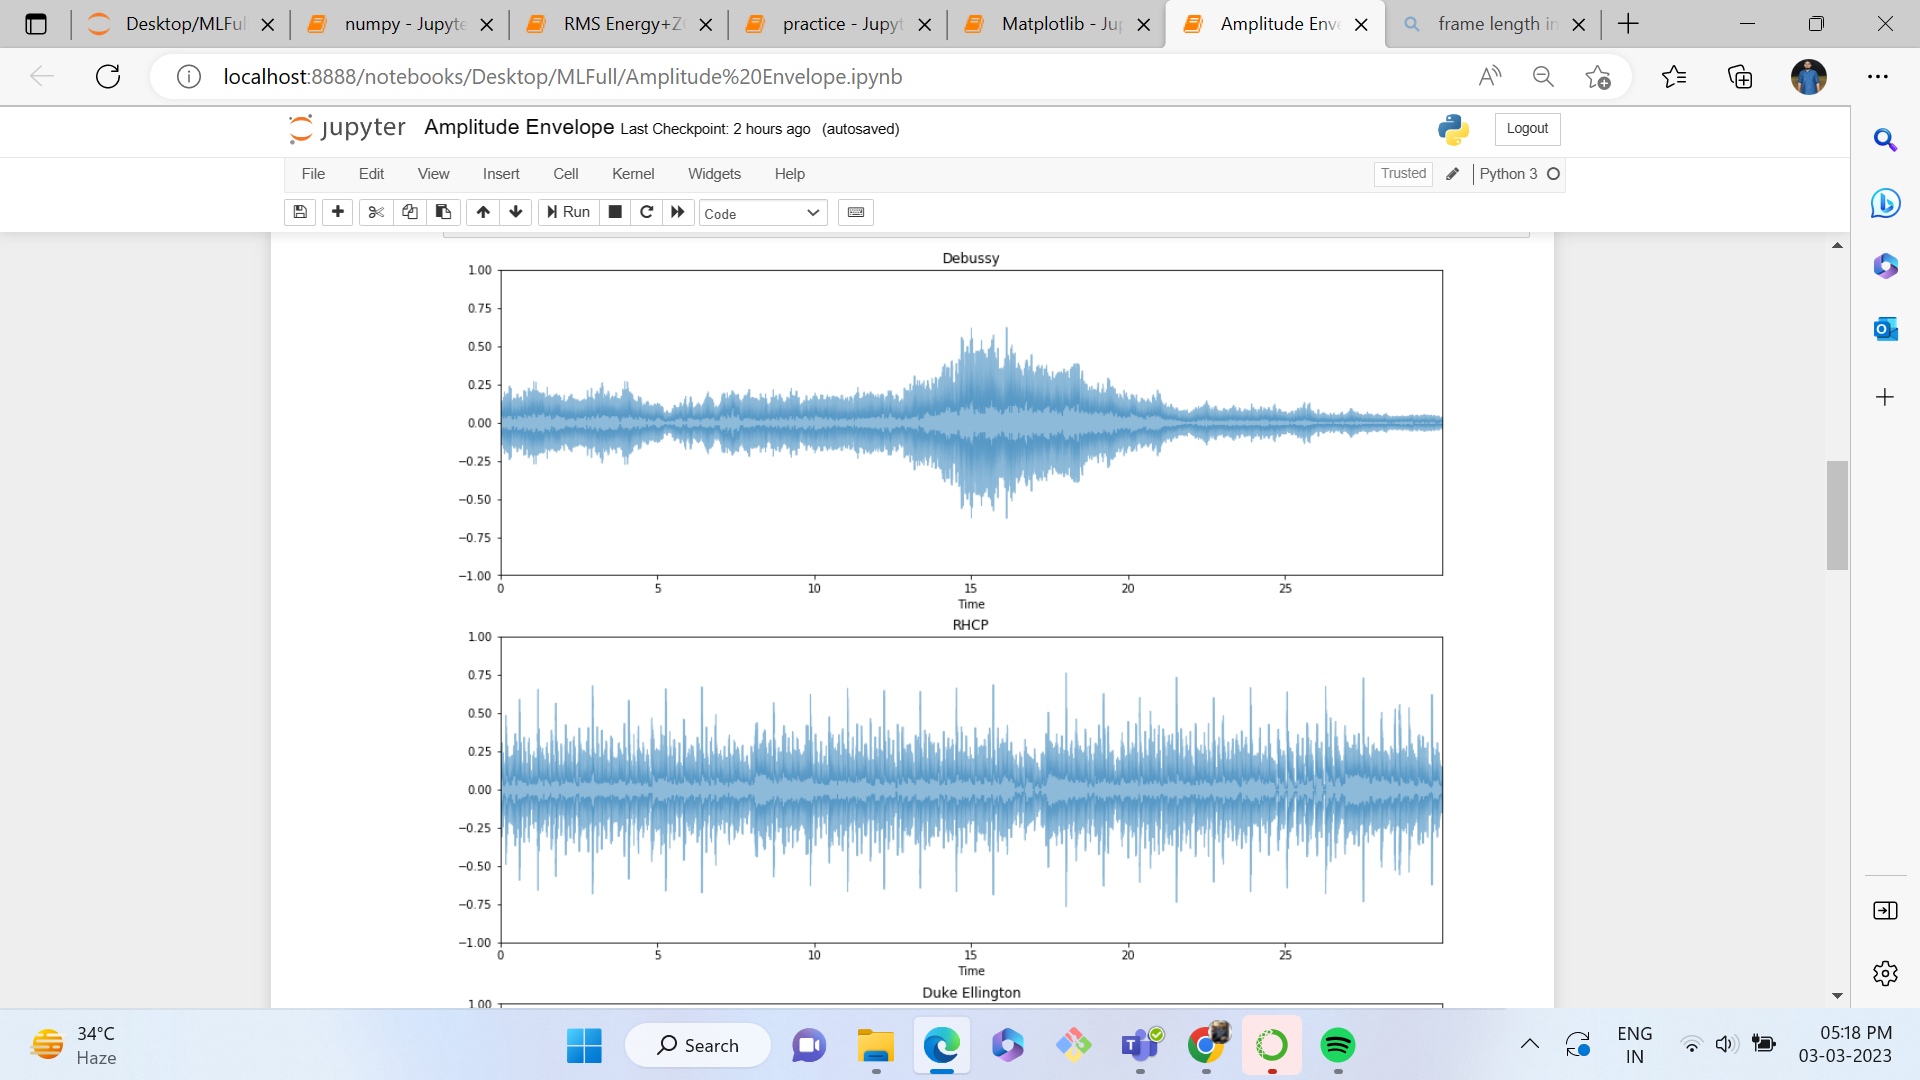 Desktop/MLFul
numpy - Jupyte
RMS Energy+Z
practice - Jupyt
Matplotlib - Ju
Amplitude Enve
frame length in
localhost:8888/notebooks/Desktop/MLFull/Amplitude%20Envelope.ipynb
jupyter Amplitude Envelope Last Checkpoint: 2 hours ago (autosaved)
Logout
File Edit View Insert Cell Kernel Widgets Help
Trusted Python 3
Run Code
Debussy
1.00
0.75
0.50
0.25
0.00
−0.25
−0.50
−0.75
−1.00
0 5 10 15 20 25
Time
RHCP
1.00
0.75
0.50
0.25
0.00
−0.25
−0.50
−0.75
−1.00
0 5 10 15 20 25
Time
Duke Ellington
1.00
34°C
Haze
Search
ENG
IN
05:18 PM
03-03-2023